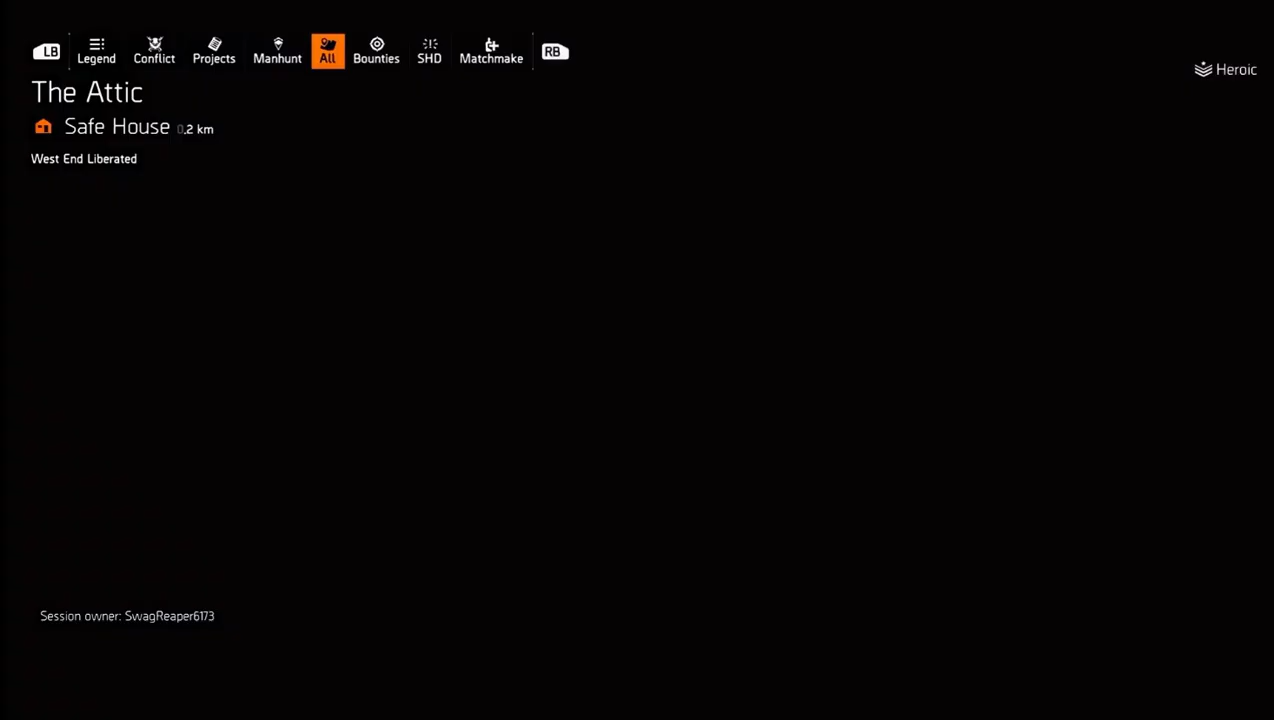 LB Legend Conflict Projects Manhunt All Bounties SHD Matchmake RB
Heroic
The Attic
Safe House 0.2 km
West End Liberated
Session owner: SwagReaper6173